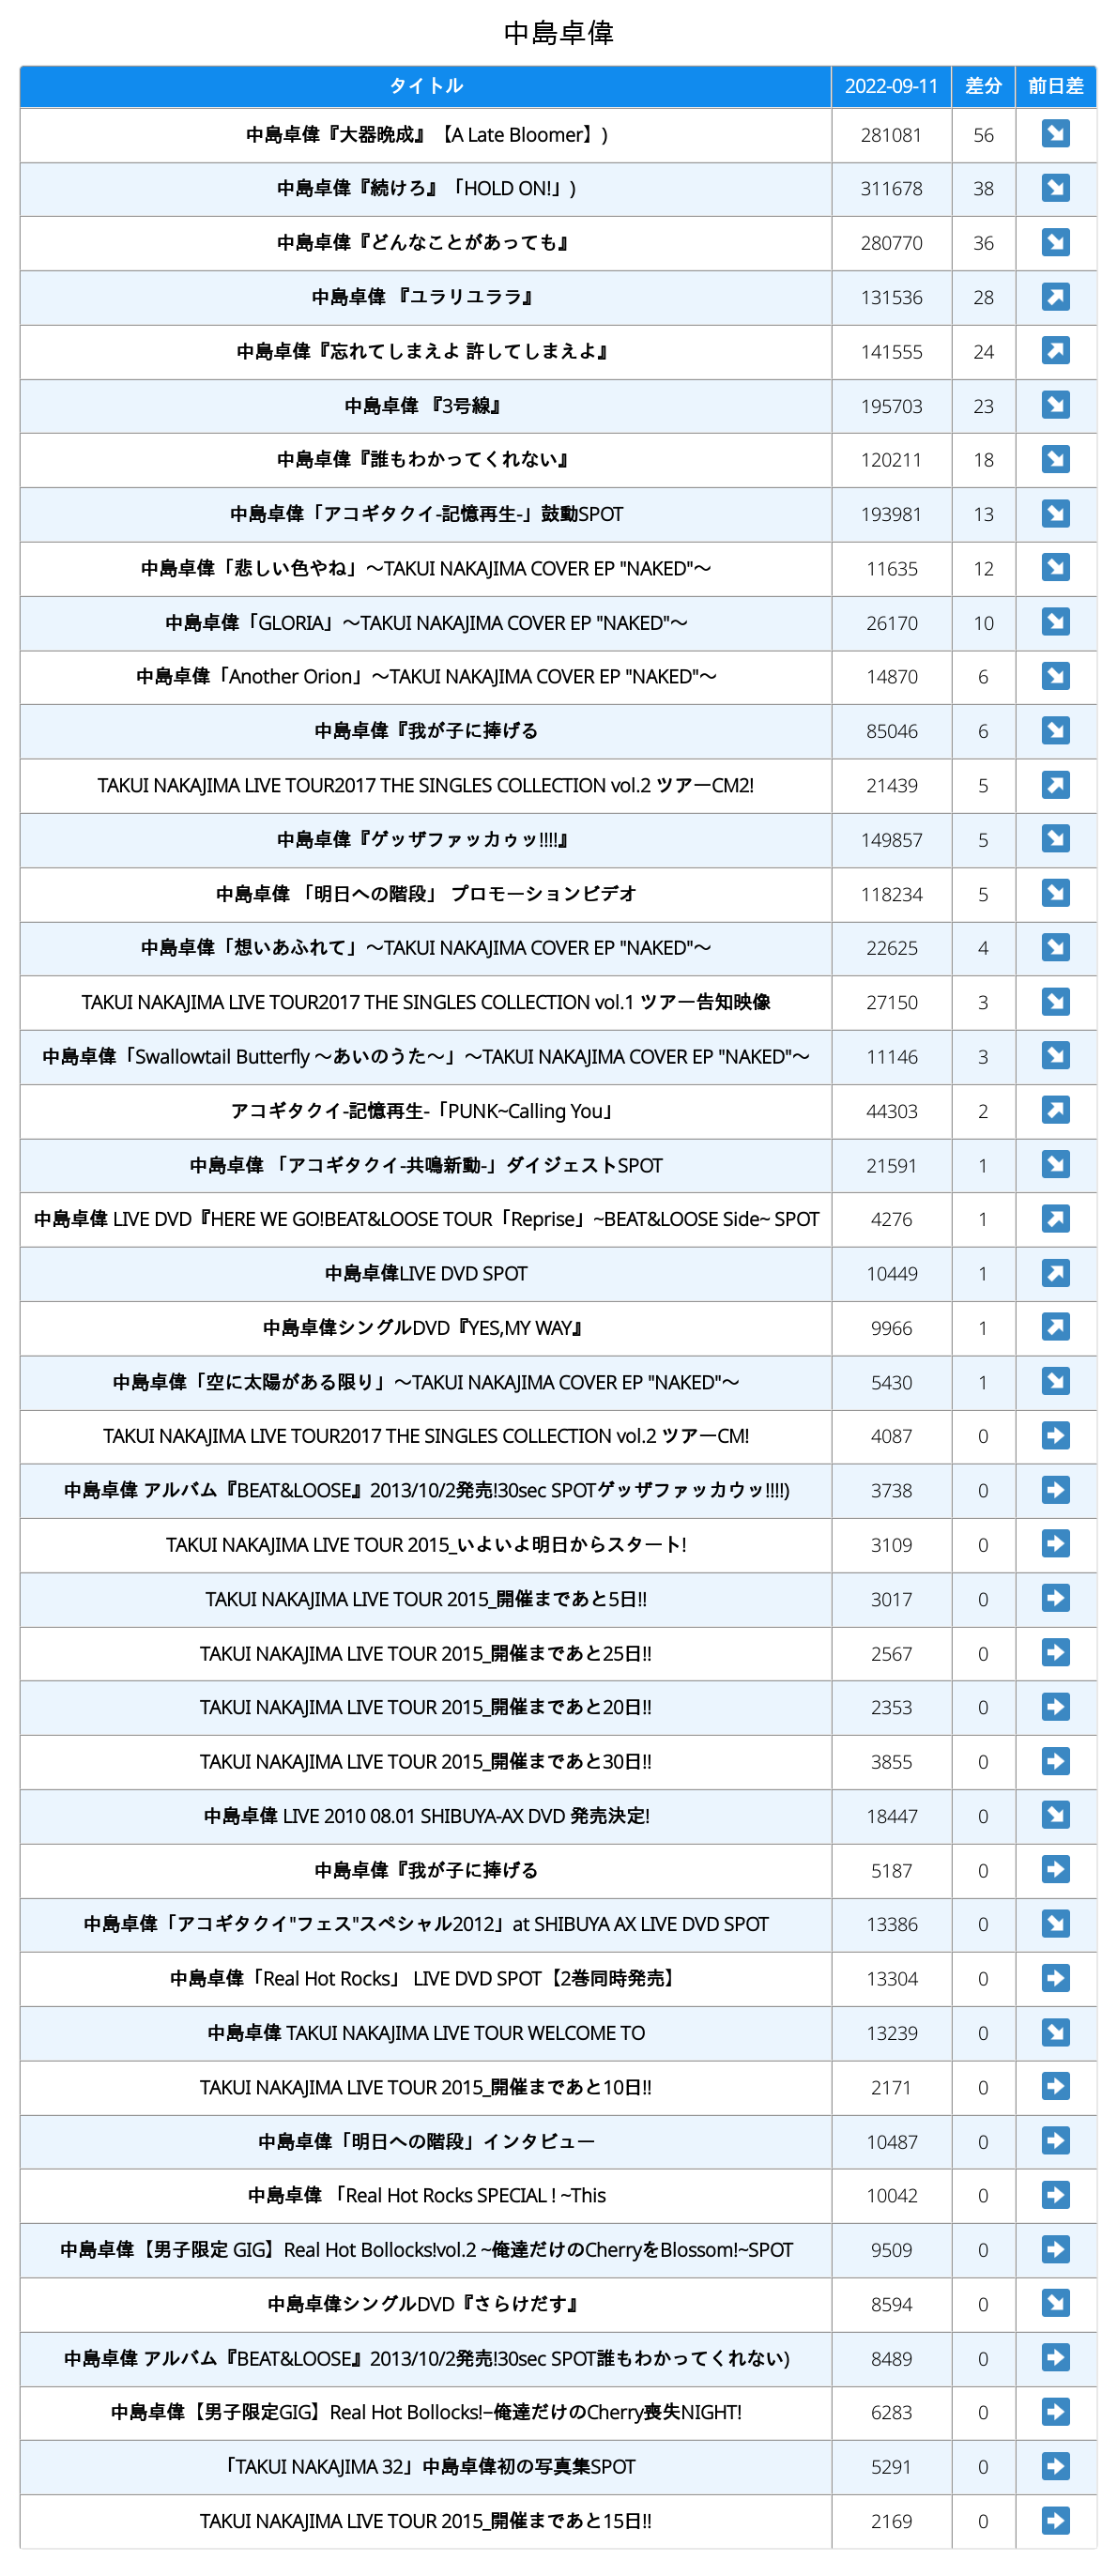 中島卓偉
タイトル 2022-09-11 差分 前日差
中島卓偉『大器晩成』【A Late Bloomer】) 281081 56
中島卓偉『続けろ』「HOLD ON!」) 311678 38
中島卓偉『どんなことがあっても』 280770 36
中島卓偉 『ユラリユララ』 131536 28
中島卓偉『忘れてしまえよ 許してしまえよ』 141555 24
中島卓偉 『3号線』 195703 23
中島卓偉『誰もわかってくれない』 120211 18
中島卓偉「アコギタクイ-記憶再生-」鼓動SPOT 193981 13
中島卓偉「悲しい色やね」～TAKUI NAKAJIMA COVER EP "NAKED"～ 11635 12
中島卓偉「GLORIA」～TAKUI NAKAJIMA COVER EP "NAKED"～ 26170 10
中島卓偉「Another Orion」～TAKUI NAKAJIMA COVER EP "NAKED"～ 14870 6
中島卓偉『我が子に捧げる 85046 6
TAKUI NAKAJIMA LIVE TOUR2017 THE SINGLES COLLECTION vol.2 ツアーCM2! 21439 5
中島卓偉『ゲッザファッカゥッ!!!!』 149857 5
中島卓偉 「明日への階段」 プロモーションビデオ 118234 5
中島卓偉「想いあふれて」～TAKUI NAKAJIMA COVER EP "NAKED"～ 22625 4
TAKUI NAKAJIMA LIVE TOUR2017 THE SINGLES COLLECTION vol.1 ツアー告知映像 27150 3
中島卓偉「Swallowtail Butterfly ～あいのうた～」～TAKUI NAKAJIMA COVER EP "NAKED"～ 11146 3
アコギタクイ-記憶再生-「PUNK~Calling You」 44303 2
中島卓偉 「アコギタクイ-共鳴新動-」ダイジェストSPOT 21591 1
中島卓偉 LIVE DVD『HERE WE GO!BEAT&LOOSE TOUR「Reprise」~BEAT&LOOSE Side~ SPOT 4276 1
中島卓偉LIVE DVD SPOT 10449 1
中島卓偉シングルDVD『YES,MY WAY』 9966 1
中島卓偉「空に太陽がある限り」～TAKUI NAKAJIMA COVER EP "NAKED"～ 5430 1
TAKUI NAKAJIMA LIVE TOUR2017 THE SINGLES COLLECTION vol.2 ツアーCM! 4087 0
中島卓偉 アルバム『BEAT&LOOSE』2013/10/2発売!30sec SPOTゲッザファッカウッ!!!!) 3738 0
TAKUI NAKAJIMA LIVE TOUR 2015_いよいよ明日からスタート! 3109 0
TAKUI NAKAJIMA LIVE TOUR 2015_開催まであと5日!! 3017 0
TAKUI NAKAJIMA LIVE TOUR 2015_開催まであと25日!! 2567 0
TAKUI NAKAJIMA LIVE TOUR 2015_開催まであと20日!! 2353 0
TAKUI NAKAJIMA LIVE TOUR 2015_開催まであと30日!! 3855 0
中島卓偉 LIVE 2010 08.01 SHIBUYA-AX DVD 発売決定! 18447 0
中島卓偉『我が子に捧げる 5187 0
中島卓偉「アコギタクイ"フェス"スペシャル2012」at SHIBUYA AX LIVE DVD SPOT 13386 0
中島卓偉「Real Hot Rocks」 LIVE DVD SPOT【2巻同時発売】 13304 0
中島卓偉 TAKUI NAKAJIMA LIVE TOUR WELCOME TO 13239 0
TAKUI NAKAJIMA LIVE TOUR 2015_開催まであと10日!! 2171 0
中島卓偉「明日への階段」インタビュー 10487 0
中島卓偉 「Real Hot Rocks SPECIAL ! ~This 10042 0
中島卓偉【男子限定 GIG】Real Hot Bollocks!vol.2 ~俺達だけのCherryをBlossom!~SPOT 9509 0
中島卓偉シングルDVD『さらけだす』 8594 0
中島卓偉 アルバム『BEAT&LOOSE』2013/10/2発売!30sec SPOT誰もわかってくれない) 8489 0
中島卓偉【男子限定GIG】Real Hot Bollocks!−俺達だけのCherry喪失NIGHT! 6283 0
「TAKUI NAKAJIMA 32」中島卓偉初の写真集SPOT 5291 0
TAKUI NAKAJIMA LIVE TOUR 2015_開催まであと15日!! 2169 0